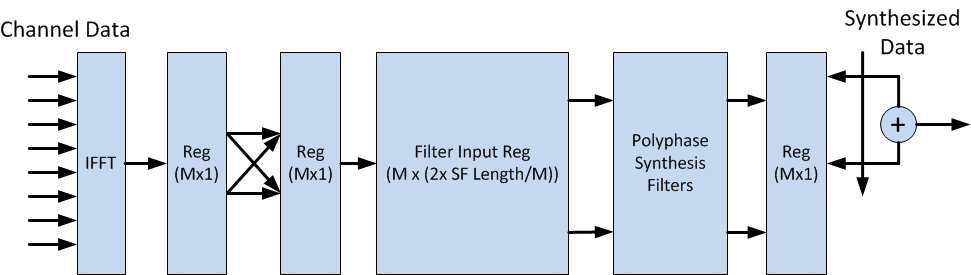 Channel Data
IFFT
Reg
(Mx1)
Reg
(Mx1)
Filter Input Reg
(M x (2x SF Length/M))
Polyphase
Synthesis
Filters
Reg
(Mx1)
Synthesized
Data
+